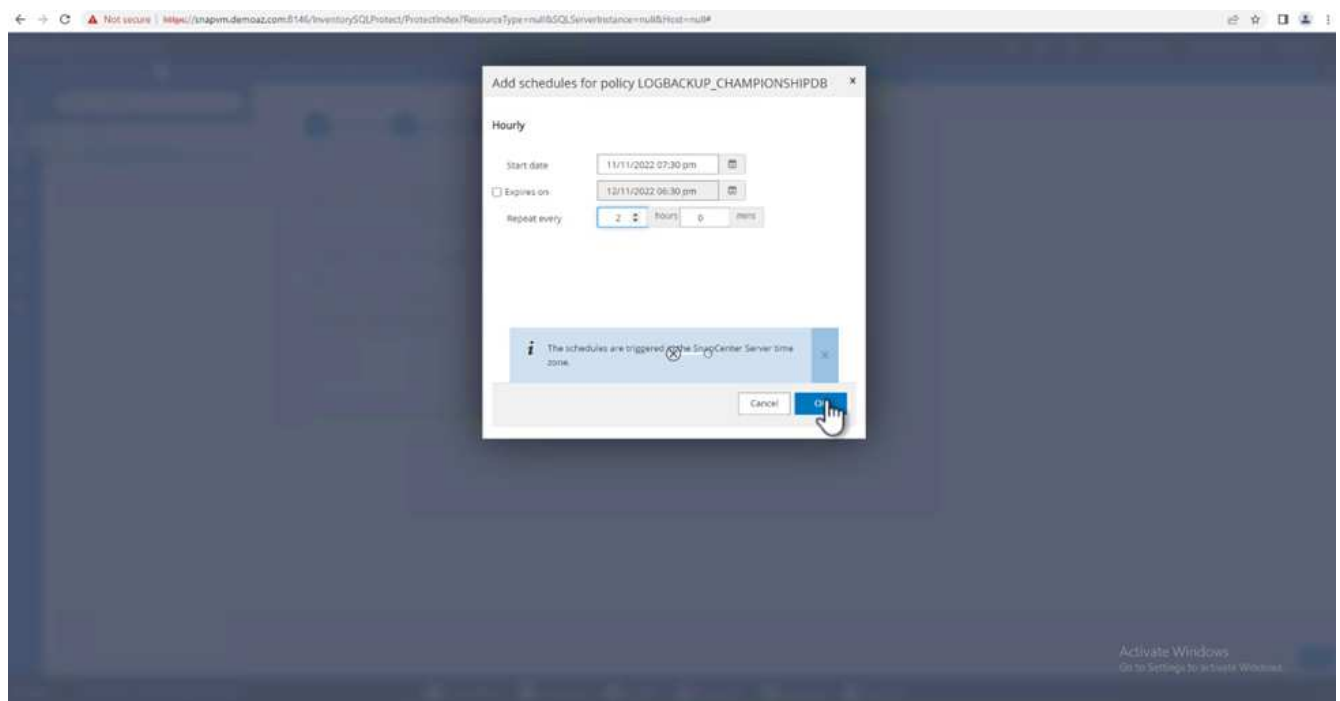 Not secure | https://snapvm.demoaz.com:8146/InventorySQLProtect/ProtectIndex?ResourceType=null&SQLServerInstance=null&Host=null#
Add schedules for policy LOGBACKUP_CHAMPIONSHIPDB ×
Hourly
Start date 11/11/2022 07:30 pm
Expires on 12/11/2022 06:30 pm
Repeat every 2 hours 0 mins
i The schedules are triggered the SnapCenter Server time ×
zone.
Cancel
Activate Windows
Go to Settings to activate Windows.